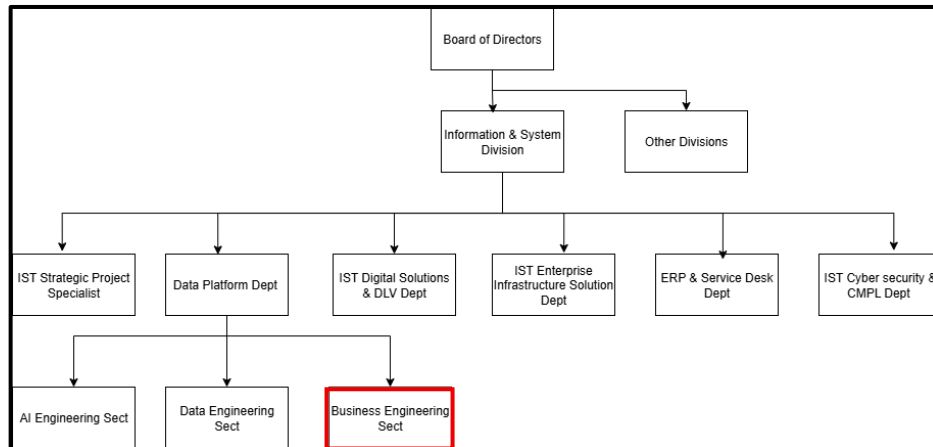 Board of Directors
Information & System
Division
Other Divisions
IST Strategic Project
Specialist
Data Platform Dept
IST Digital Solutions
& DLV Dept
IST Enterprise
Infrastructure Solution
Dept
ERP & Service Desk
Dept
IST Cyber security &
CMPL Dept
AI Engineering Sect
Data Engineering
Sect
Business Engineering
Sect